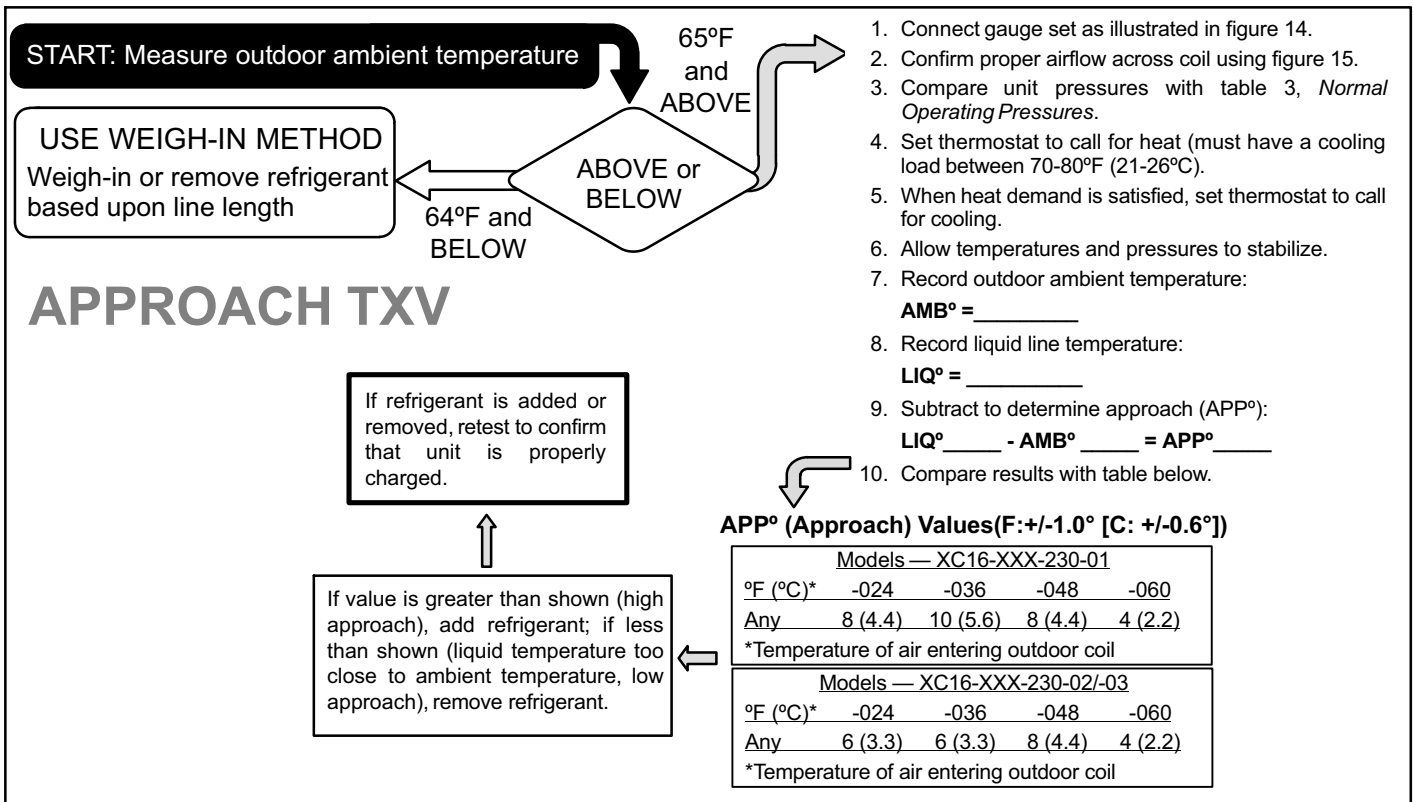 START: Measure outdoor ambient temperature
65ºF
and
ABOVE
USE WEIGH-IN METHOD
Weigh-in or remove refrigerant
based upon line length
64ºF and
BELOW
ABOVE or
BELOW
APPROACH TXV
1. Connect gauge set as illustrated in figure 14.
2. Confirm proper airflow across coil using figure 15.
3. Compare unit pressures with table 3, Normal
Operating Pressures.
4. Set thermostat to call for heat (must have a cooling
load between 70-80ºF (21-26ºC).
5. When heat demand is satisfied, set thermostat to call
for cooling.
6. Allow temperatures and pressures to stabilize.
7. Record outdoor ambient temperature:
AMBº =_________
8. Record liquid line temperature:
LIQº = __________
9. Subtract to determine approach (APPº):
LIQº_____ - AMBº _____ = APPº_____
10. Compare results with table below.
APPº (Approach) Values(F:+/-1.0° [C: +/-0.6°])
Models — XC16-XXX-230-01
ºF (ºC)* -024 -036 -048 -060
Any 8 (4.4) 10 (5.6) 8 (4.4) 4 (2.2)
*Temperature of air entering outdoor coil
Models — XC16-XXX-230-02/-03
ºF (ºC)* -024 -036 -048 -060
Any 6 (3.3) 6 (3.3) 8 (4.4) 4 (2.2)
*Temperature of air entering outdoor coil
If value is greater than shown (high
approach), add refrigerant; if less
than shown (liquid temperature too
close to ambient temperature, low
approach), remove refrigerant.
If refrigerant is added or
removed, retest to confirm
that unit is properly
charged.